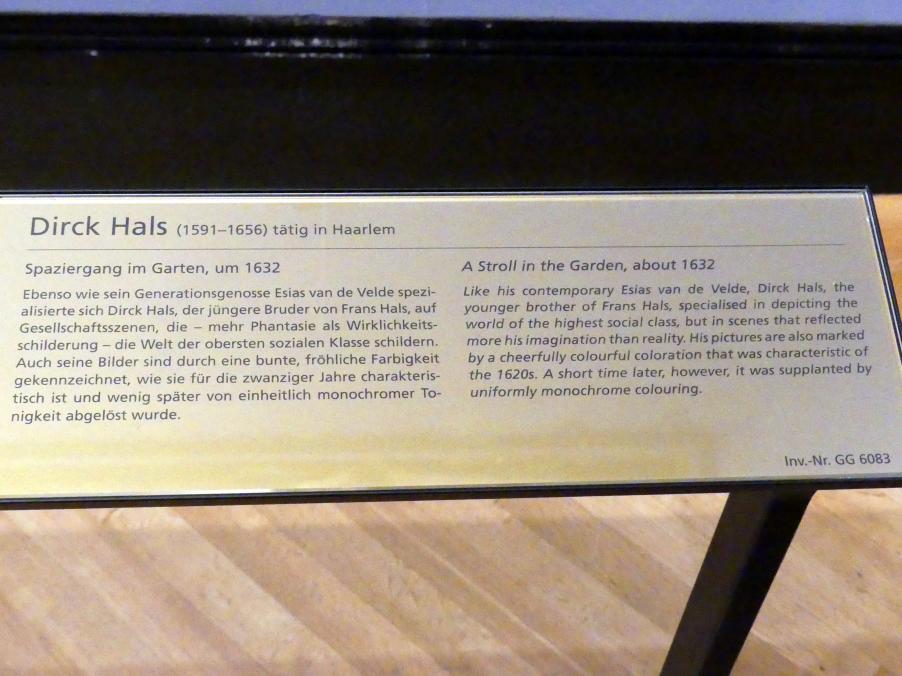 Dirck Hals (1591–1656) tätig in Haarlem
Spaziergang im Garten, um 1632
Ebenso wie sein Generationsgenosse Esias van de Velde spezi-
alisierte sich Dirck Hals, der jüngere Bruder von Frans Hals, auf
Gesellschaftsszenen, die – mehr Phantasie als Wirklichkeits-
schilderung – die Welt der obersten sozialen Klasse schildern.
Auch seine Bilder sind durch eine bunte, fröhliche Farbigkeit
gekennzeichnet, wie sie für die zwanziger Jahre charakteris-
tisch ist und wenig später von einheitlich monochromer To-
nigkeit abgelöst wurde.
A Stroll in the Garden, about 1632
Like his contemporary Esias van de Velde, Dirck Hals, the
younger brother of Frans Hals, specialised in depicting the
world of the highest social class, but in scenes that reflected
more his imagination than reality. His pictures are also marked
by a cheerfully colourful coloration that was characteristic of
the 1620s. A short time later, however, it was supplanted by
uniformly monochrome colouring.
Inv.-Nr. GG 6083